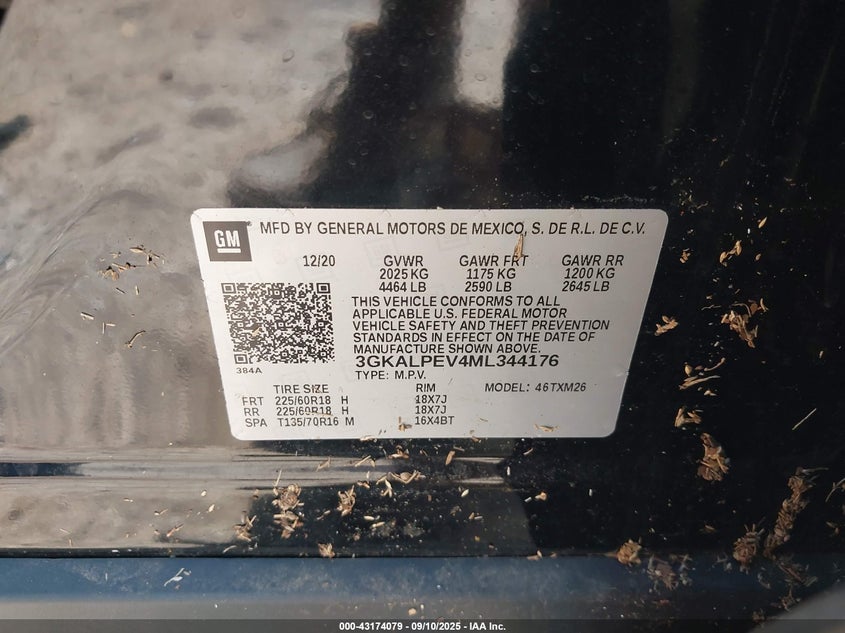 GM MFD BY GENERAL MOTORS DE MEXICO, S. DE R.L. DE C.V.
12/20 GVWR GAWR FRT GAWR RR
2025 KG 1175 KG 1200 KG
4464 LB 2590 LB 2645 LB
THIS VEHICLE CONFORMS TO ALL
APPLICABLE U.S. FEDERAL MOTOR
VEHICLE SAFETY AND THEFT PREVENTION
STANDARDS IN EFFECT ON THE DATE OF
MANUFACTURE SHOWN ABOVE.
3GKALPEV4ML344176
384A
TYPE: M.P.V.
TIRE SIZE RIM MODEL: 46TXM26
FRT 225/60R18 H 18X7J
RR 225/60R18 H 18X7J
SPA T135/70R16 M 16X4BT
000-43174079 - 09/10/2025 - IAA Inc.